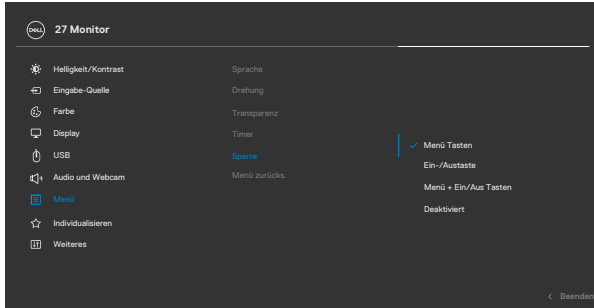 DELL 27 Monitor
Helligkeit/Kontrast
Eingabe-Quelle
Farbe
Display
USB
Audio und Webcam
Menü
Individualisieren
Weiteres
Sprache
Drehung
Transparenz
Timer
Sperre
Menü zurücks.
Menü Tasten
Ein-/Austaste
Menü + Ein/Aus Tasten
Deaktiviert
Beenden